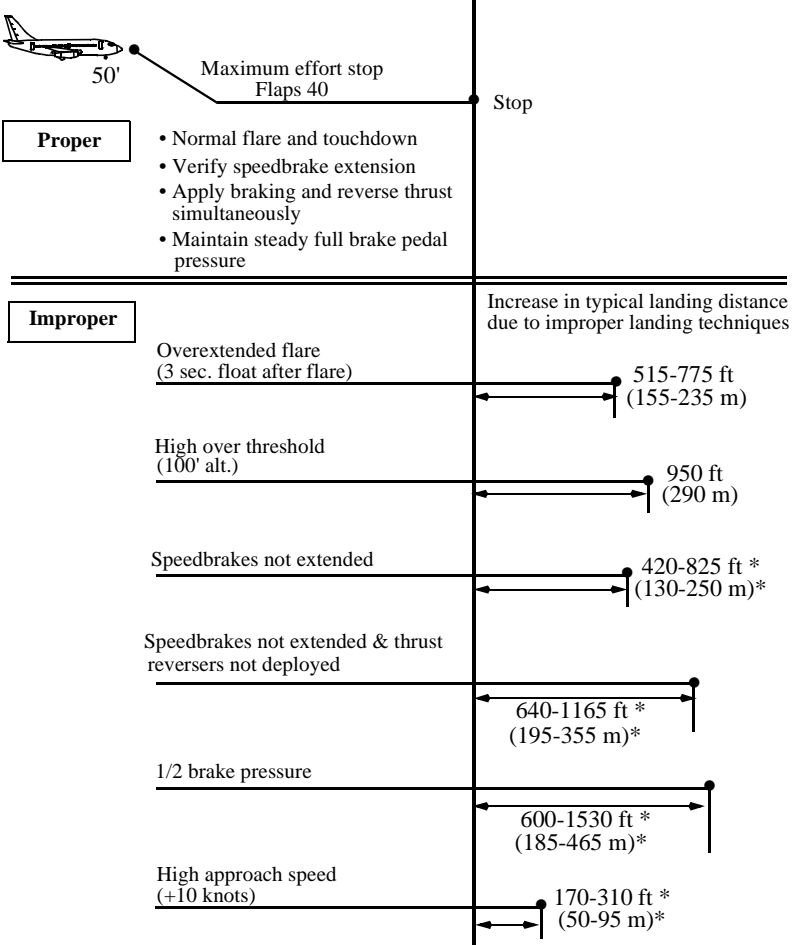 50'
Maximum effort stop
Flaps 40
Stop
Proper
• Normal flare and touchdown
• Verify speedbrake extension
• Apply braking and reverse thrust
simultaneously
• Maintain steady full brake pedal
pressure
Improper
Increase in typical landing distance
due to improper landing techniques
Overextended flare
(3 sec. float after flare)
515-775 ft
(155-235 m)
High over threshold
(100' alt.)
950 ft
(290 m)
Speedbrakes not extended
420-825 ft *
(130-250 m)*
Speedbrakes not extended & thrust
reversers not deployed
640-1165 ft *
(195-355 m)*
1/2 brake pressure
600-1530 ft *
(185-465 m)*
High approach speed
(+10 knots)
170-310 ft *
(50-95 m)*